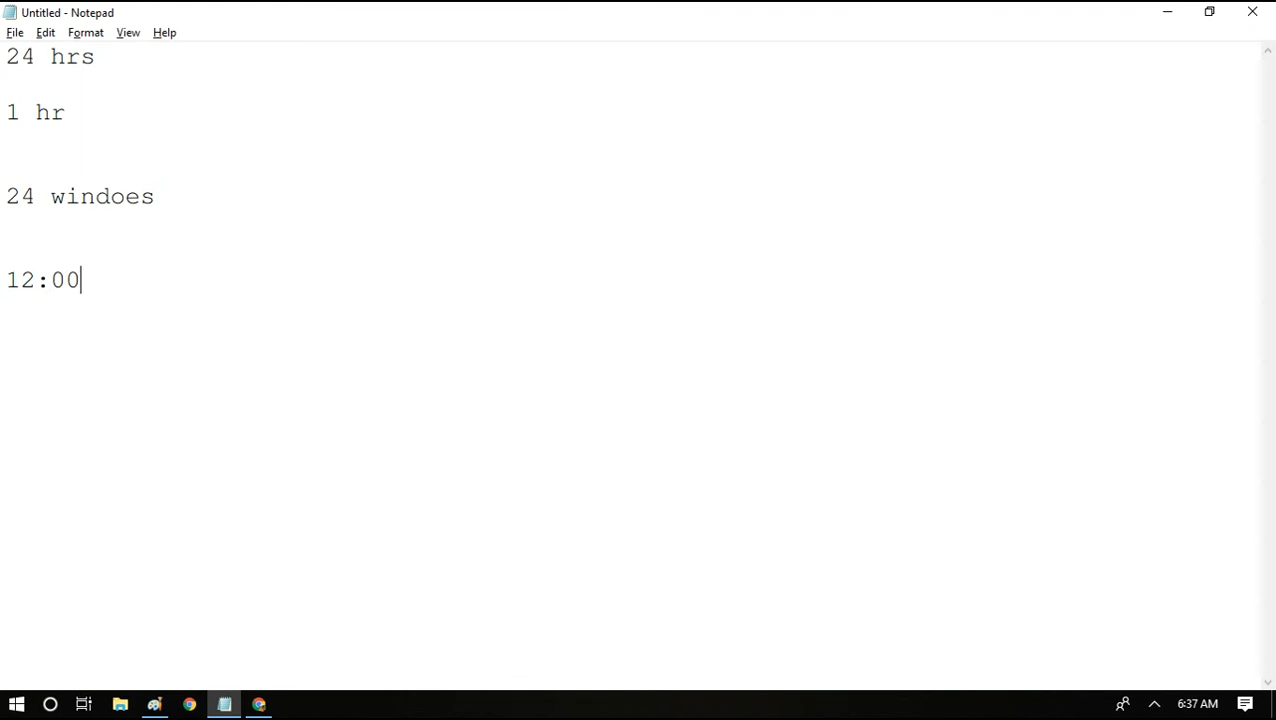 Untitled - Notepad
File Edit Format View Help
24 hrs
1 hr
24 windoes
12:00
6:37 AM